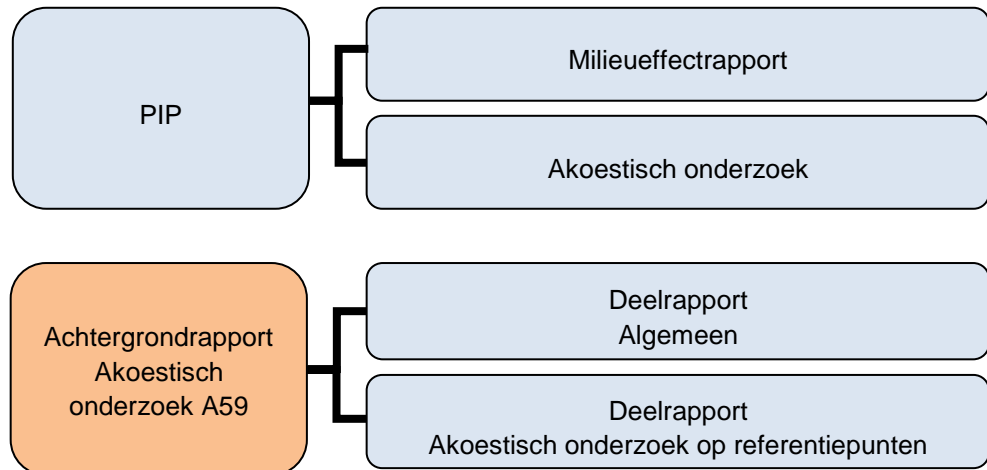 PIP
Milieueffectrapport
Akoestisch onderzoek
Achtergrondrapport
Akoestisch
onderzoek A59
Deelrapport
Algemeen
Deelrapport
Akoestisch onderzoek op referentiepunten